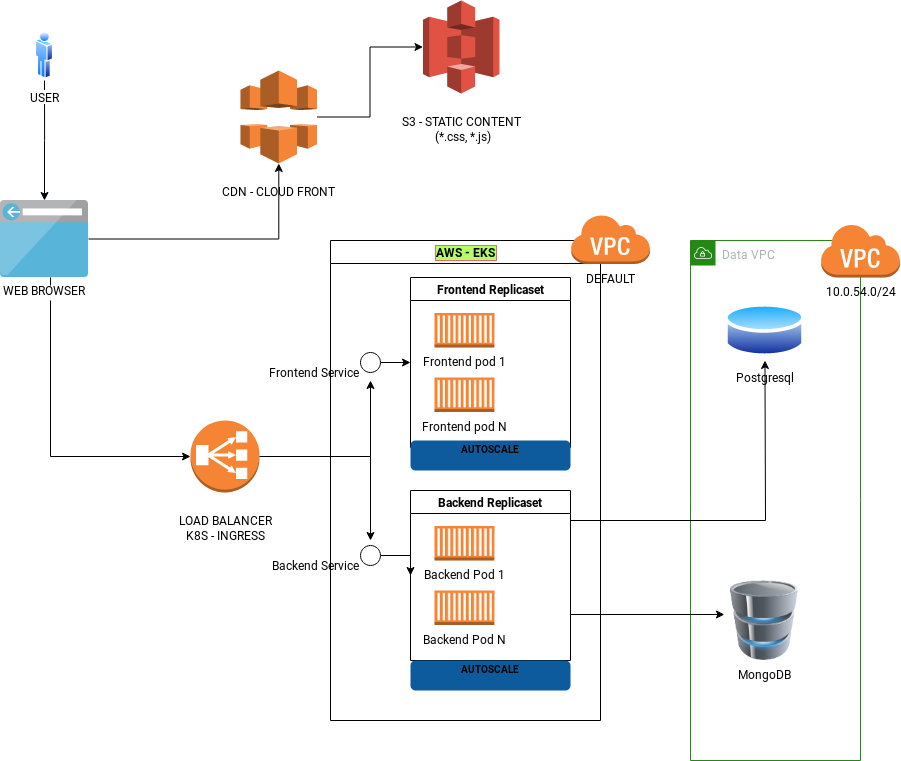 USER
S3 - STATIC CONTENT
(*.css, *.js)
CDN - CLOUD FRONT
WEB BROWSER
AWS - EKS
VPC
DEFAULT
Data VPC
VPC
10.0.54.0/24
Frontend Replicaset
Frontend pod 1
Frontend Service
Frontend pod N
AUTOSCALE
Postgresql
LOAD BALANCER
K8S - INGRESS
Backend Replicaset
Backend Service
Backend Pod 1
Backend Pod N
AUTOSCALE
MongoDB